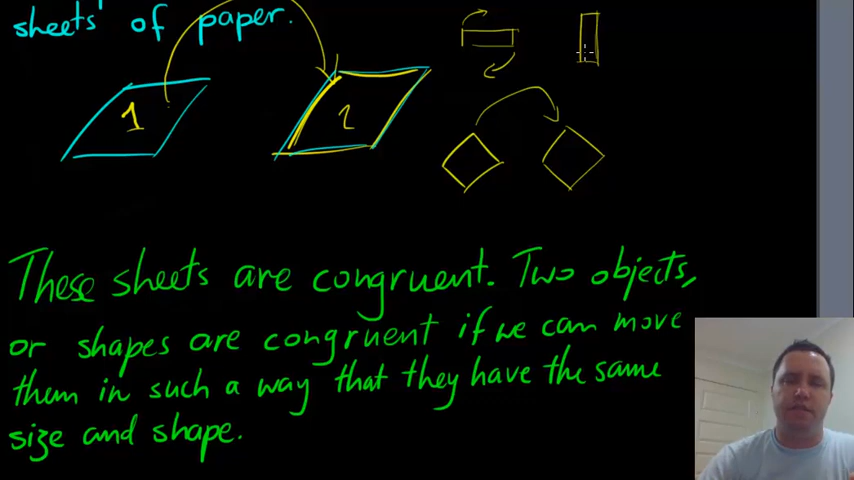 sheets' of paper.
1 2
These sheets are congruent. Two objects,
or shapes are congruent if we can move
them in such a way that they have the same
size and shape.